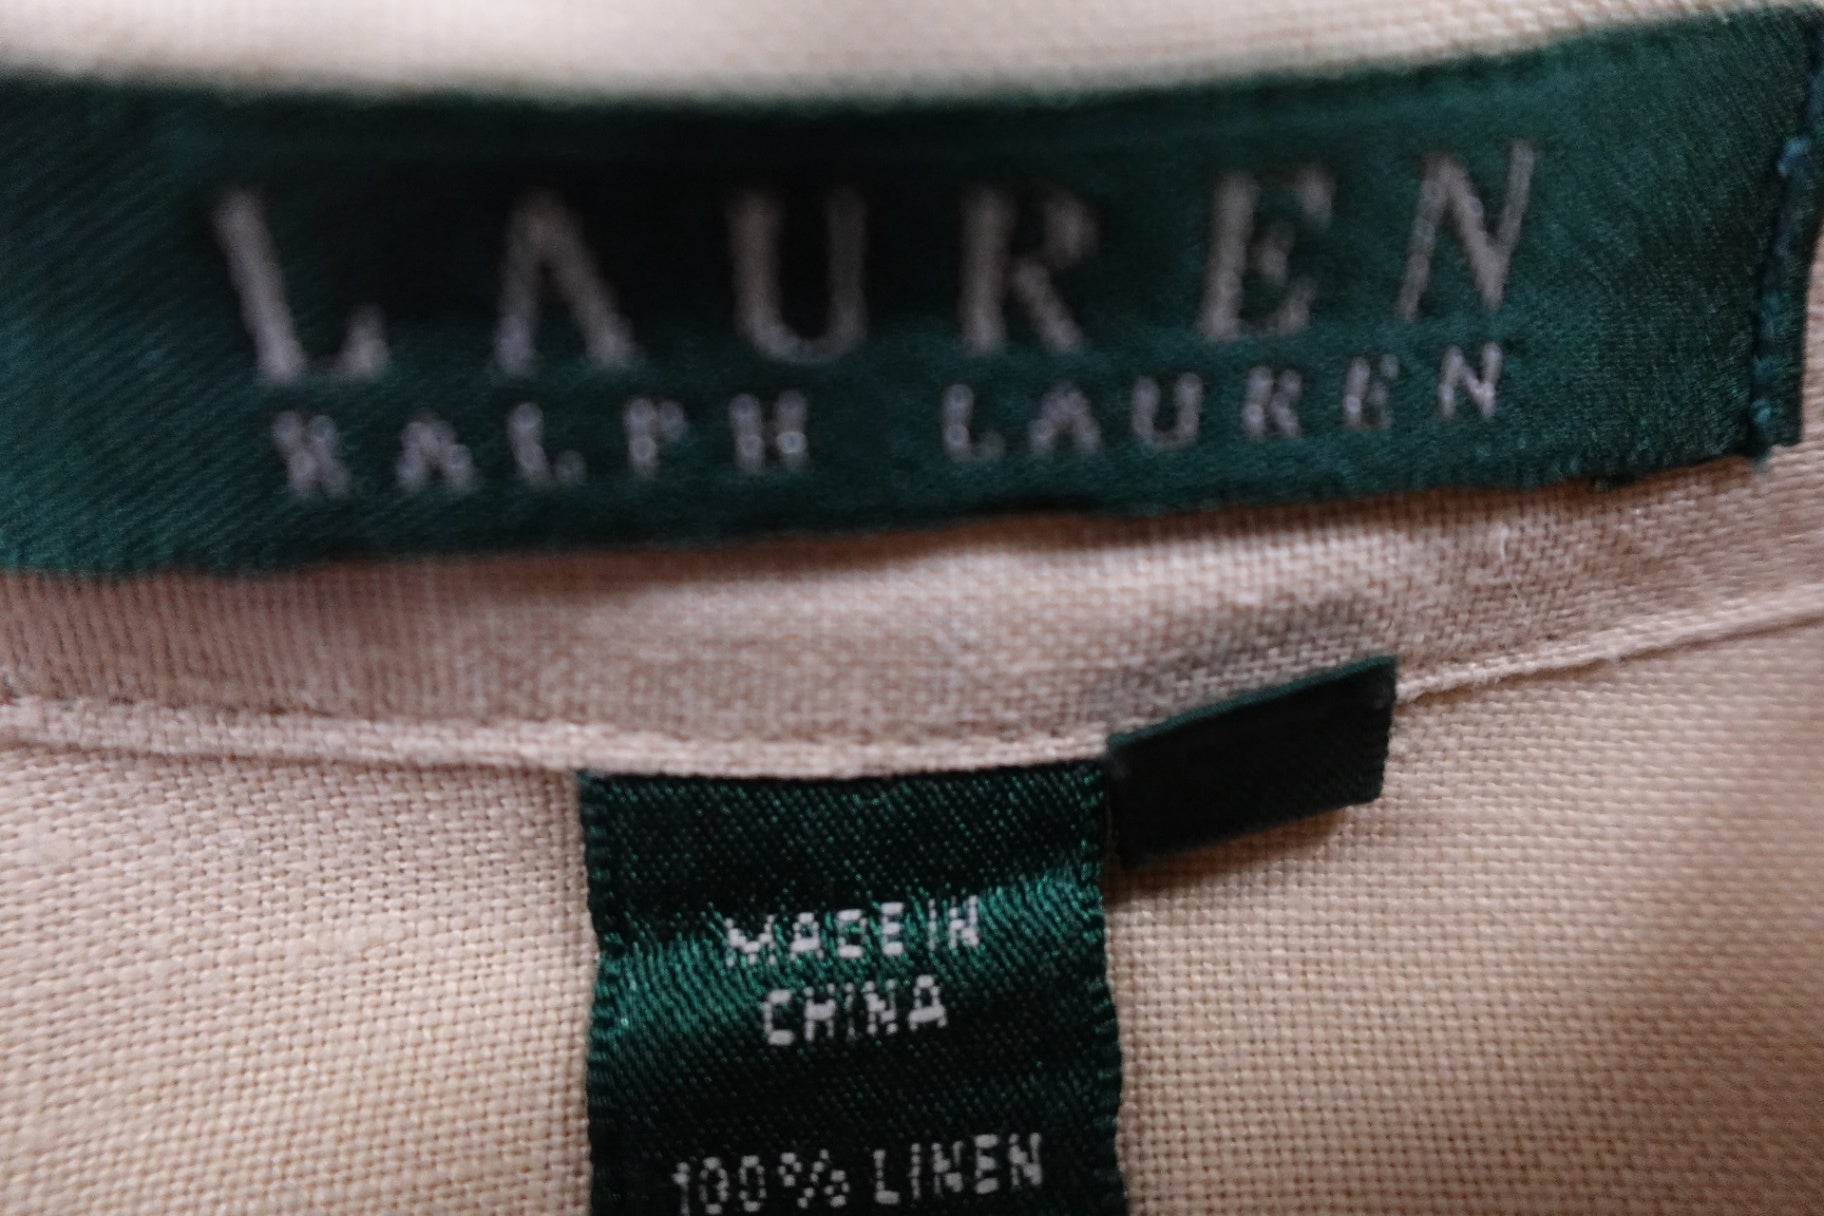 LAUREN
RALPH LAUREN
MADE IN
CHINA
100% LINEN